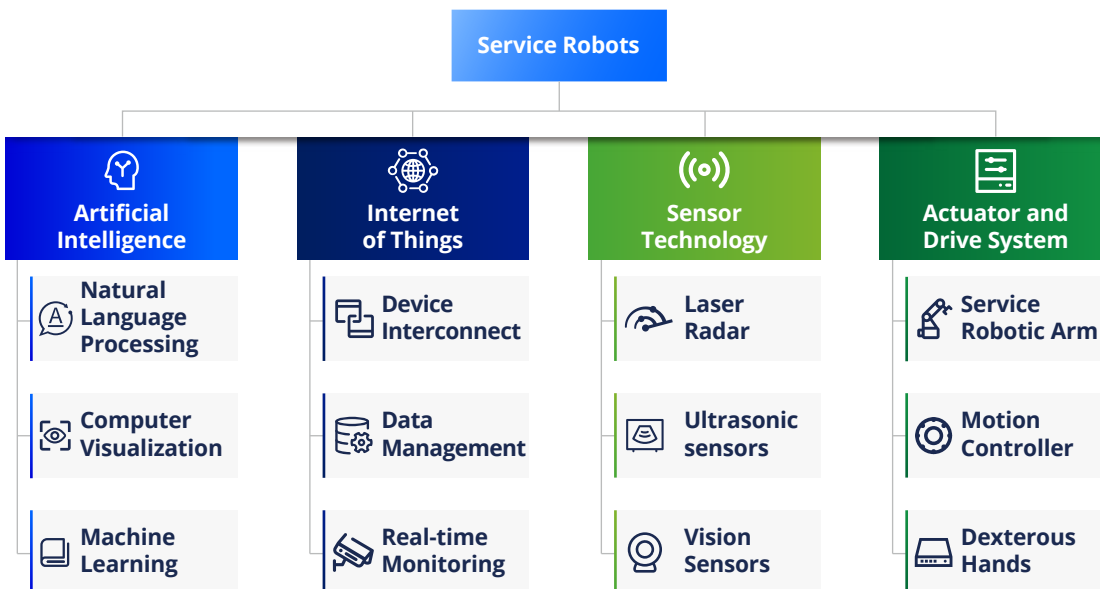 Service Robots
Artificial
Intelligence
Natural
Language
Processing
Computer
Visualization
Machine
Learning
Internet
of Things
Device
Interconnect
Data
Management
Real-time
Monitoring
Sensor
Technology
Laser
Radar
Ultrasonic
sensors
Vision
Sensors
Actuator and
Drive System
Service
Robotic Arm
Motion
Controller
Dexterous
Hands